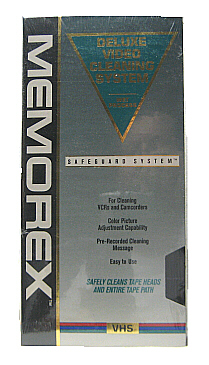 MEMOREX™
DELUXE
VIDEO
CLEANING
SYSTEM
SAFEGUARD SYSTEM™
For Cleaning
VCRs and Camcorders
Color Picture
Adjustment Capability
Pre-Recorded Cleaning
Message
Easy to Use
SAFELY CLEANS TAPE HEADS
AND ENTIRE TAPE PATH
VHS